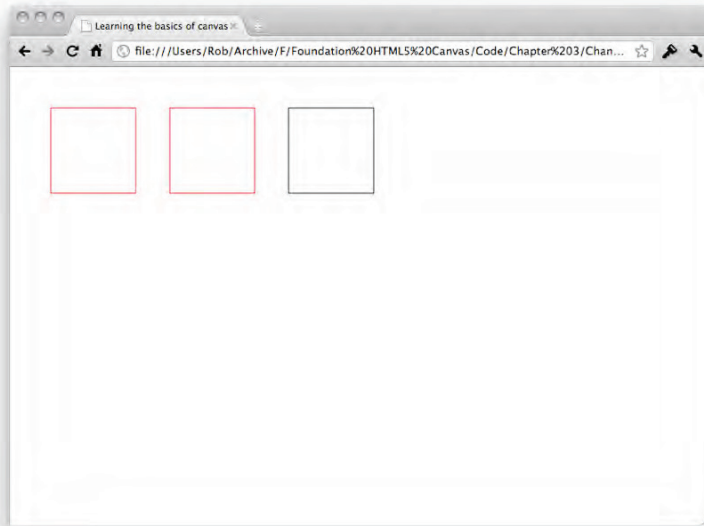 Learning the basics of canvas
file:///Users/Rob/Archive/F/Foundation%20HTML5%20Canvas/Code/Chapter%203/Chan...